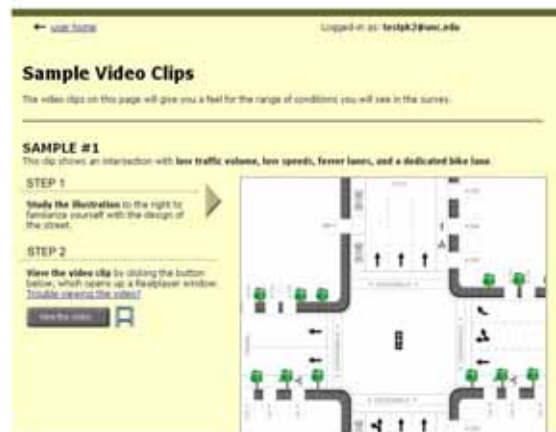 user home
Logged in as: testph2@unc.edu
Sample Video Clips
The video clips on this page will give you a feel for the range of conditions you will see in the survey.
SAMPLE #1
This clip shows an intersection with low traffic volume, low speeds, fewer lanes, and a dedicated bike lane.
STEP 1
Study the illustration to the right to
familiarize yourself with the design of
the street.
STEP 2
View the video clip by clicking the button
below, which opens up a Realplayer window.
Trouble viewing the video?
View the video